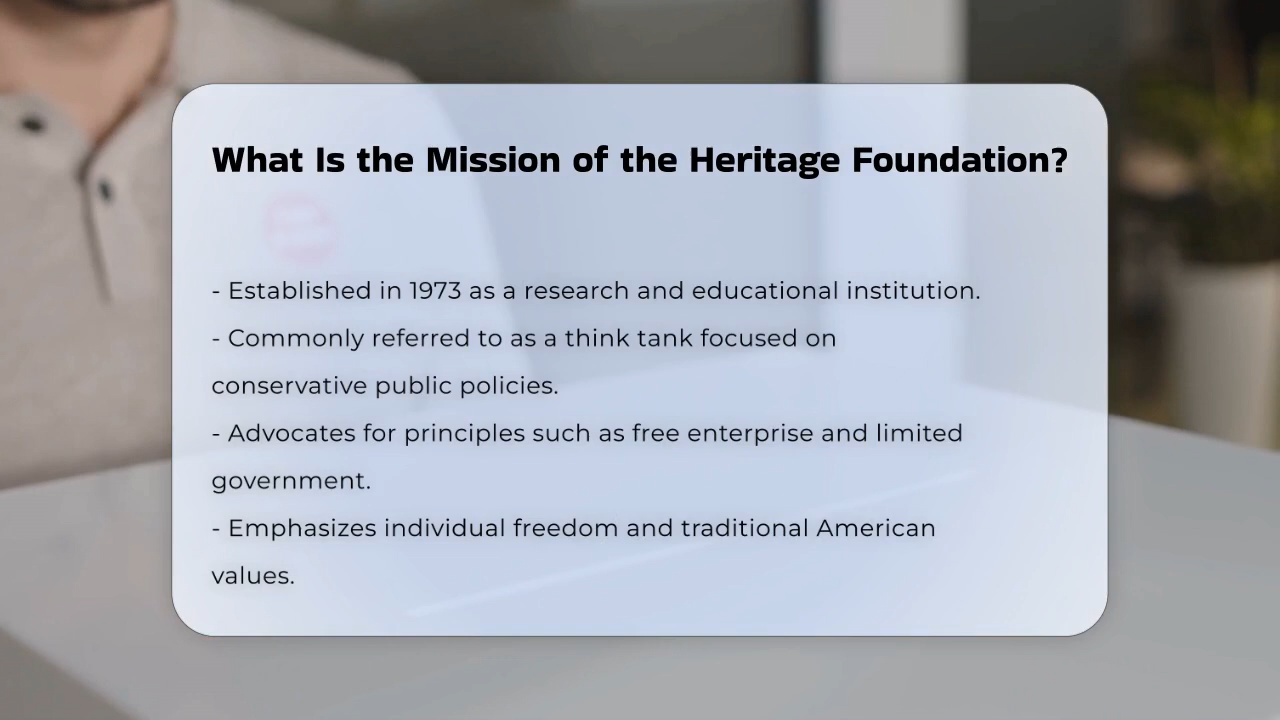 What Is the Mission of the Heritage Foundation?
- Established in 1973 as a research and educational institution.
- Commonly referred to as a think tank focused on
conservative public policies.
- Advocates for principles such as free enterprise and limited
government.
- Emphasizes individual freedom and traditional American
values.